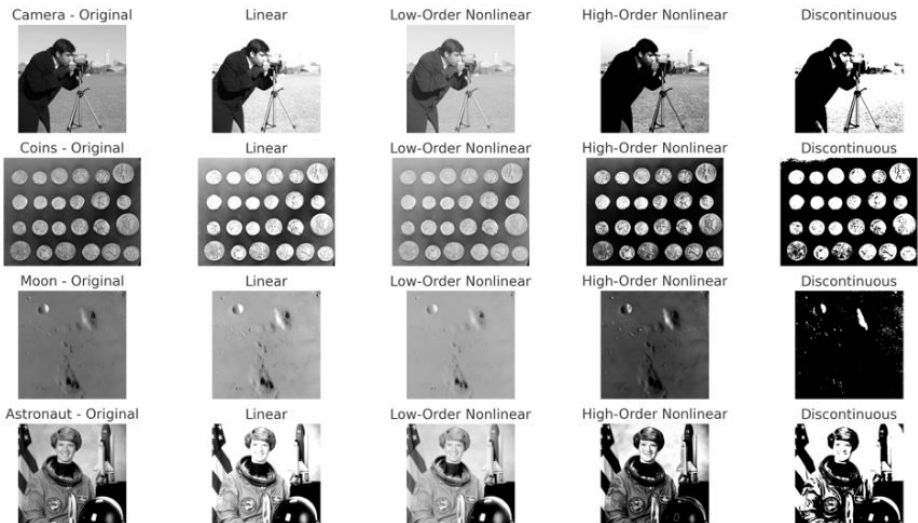 Camera - Original Linear Low-Order Nonlinear High-Order Nonlinear Discontinuous
Coins - Original Linear Low-Order Nonlinear High-Order Nonlinear Discontinuous
Moon - Original Linear Low-Order Nonlinear High-Order Nonlinear Discontinuous
Astronaut - Original Linear Low-Order Nonlinear High-Order Nonlinear Discontinuous